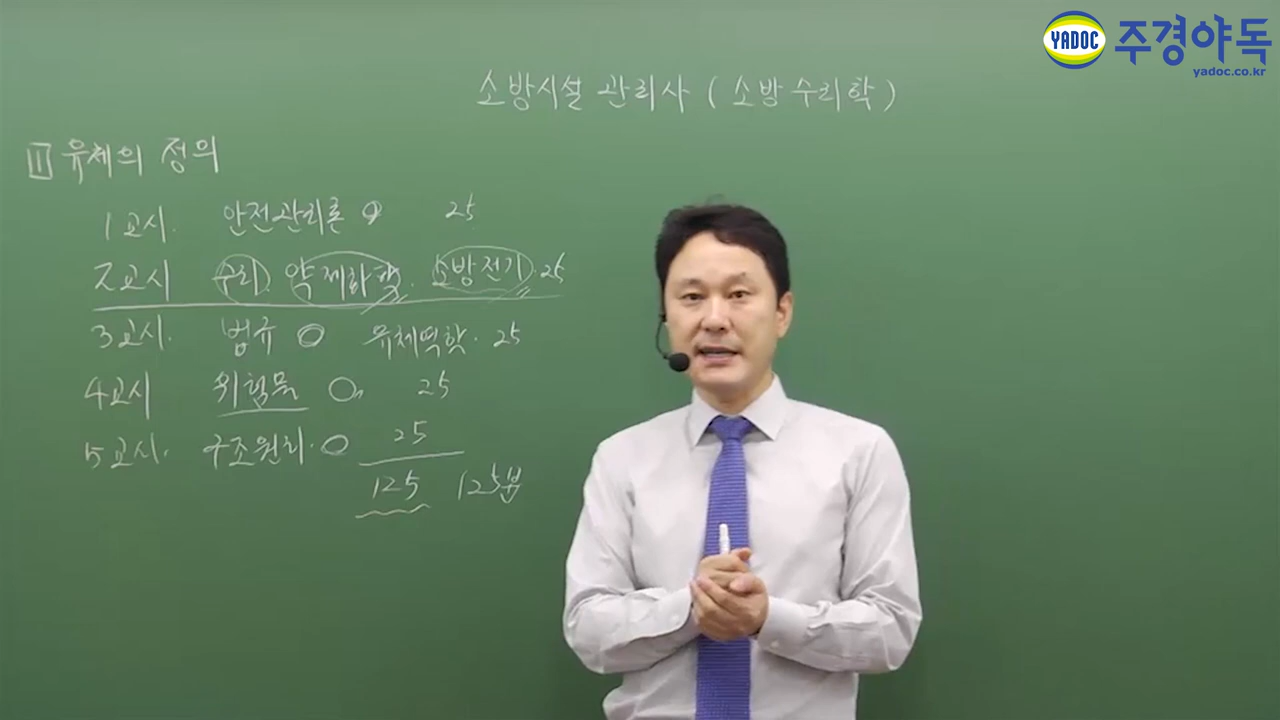 YADOC 주경야독
yadoc.co.kr
소방시설 관리사 ( 소방 수리학 )
1 유체의 정의
1교시. 안전관리론 25
2교시 수리. 약제화학. 소방전기. 25
3교시. 법규 유체역학. 25
4교시 위험물 25
5교시. 구조원리. 25
125 125분